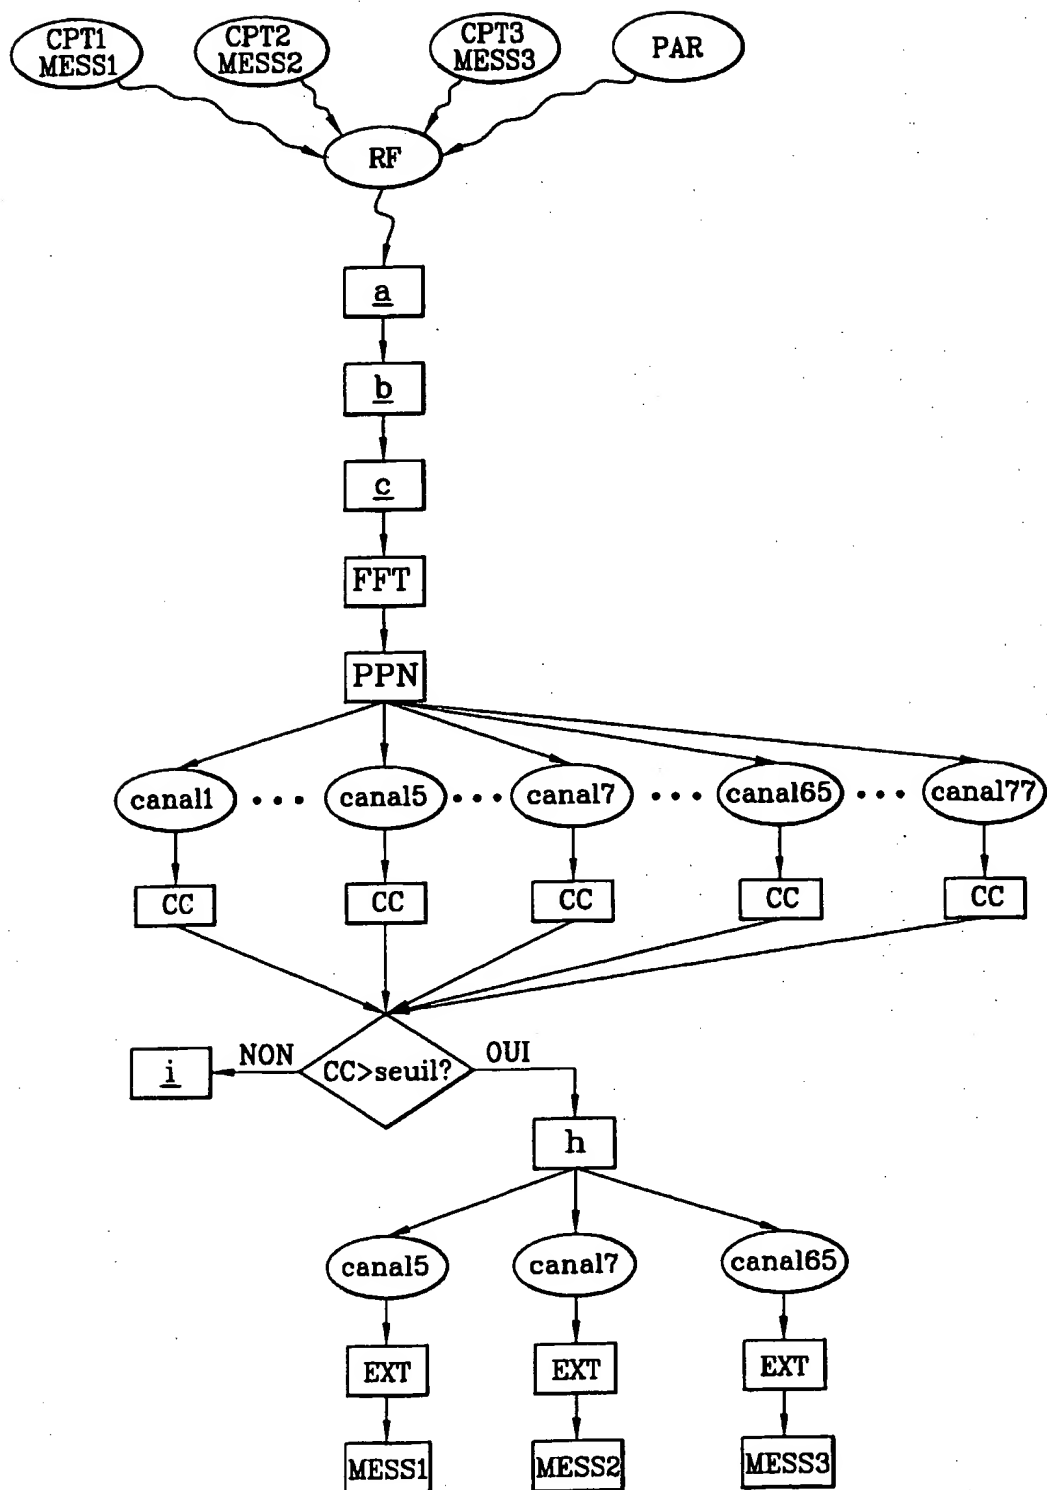 CPT1
MESS1
CPT2
MESS2
CPT3
MESS3
PAR
RF
a
b
c
FFT
PPN
canal1
canal5
canal7
canal65
canal77
CC
CC
CC
CC
CC
i
NON
CC>seuil?
OUI
h
canal5
canal7
canal65
EXT
EXT
EXT
MESS1
MESS2
MESS3